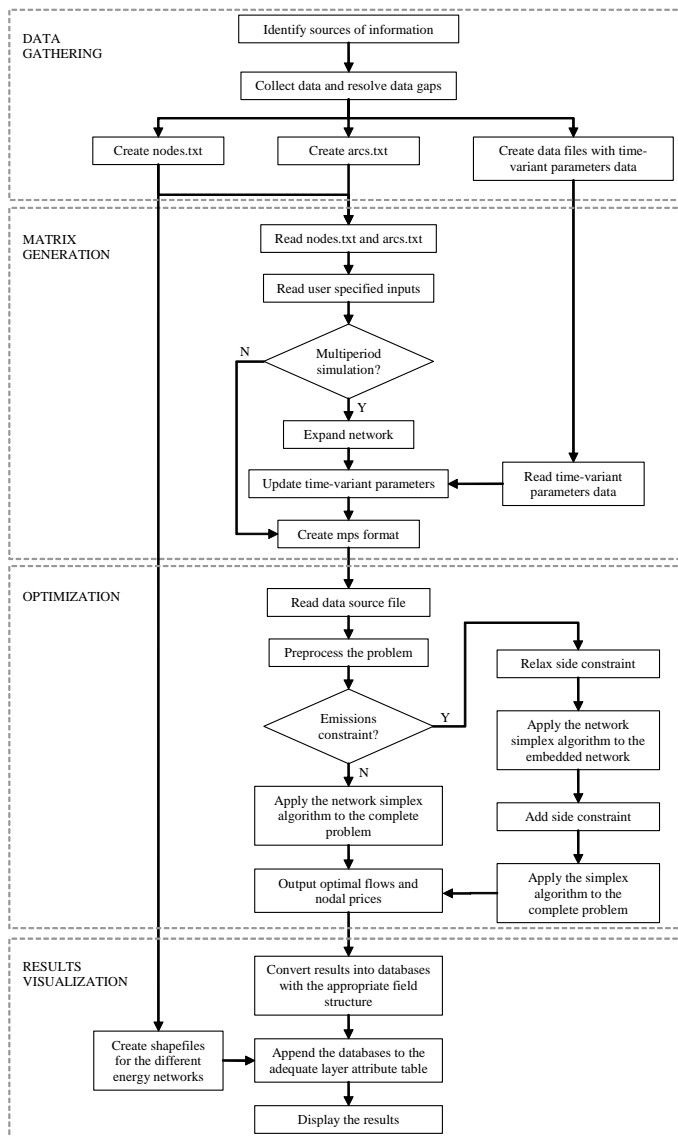 DATA
GATHERING
Identify sources of information
Collect data and resolve data gaps
Create nodes.txt
Create arcs.txt
Create data files with time-
variant parameters data
MATRIX
GENERATION
Read nodes.txt and arcs.txt
Read user specified inputs
Multiperiod
simulation?
N
Y
Expand network
Update time-variant parameters
Read time-variant
parameters data
Create mps format
OPTIMIZATION
Read data source file
Preprocess the problem
Emissions
constraint?
Y
N
Relax side constraint
Apply the network
simplex algorithm to the
embedded network
Add side constraint
Apply the simplex
algorithm to the
complete problem
Apply the network simplex
algorithm to the complete
problem
Output optimal flows and
nodal prices
RESULTS
VISUALIZATION
Convert results into databases
with the appropriate field
structure
Create shapefiles
for the different
energy networks
Append the databases to the
adequate layer attribute table
Display the results